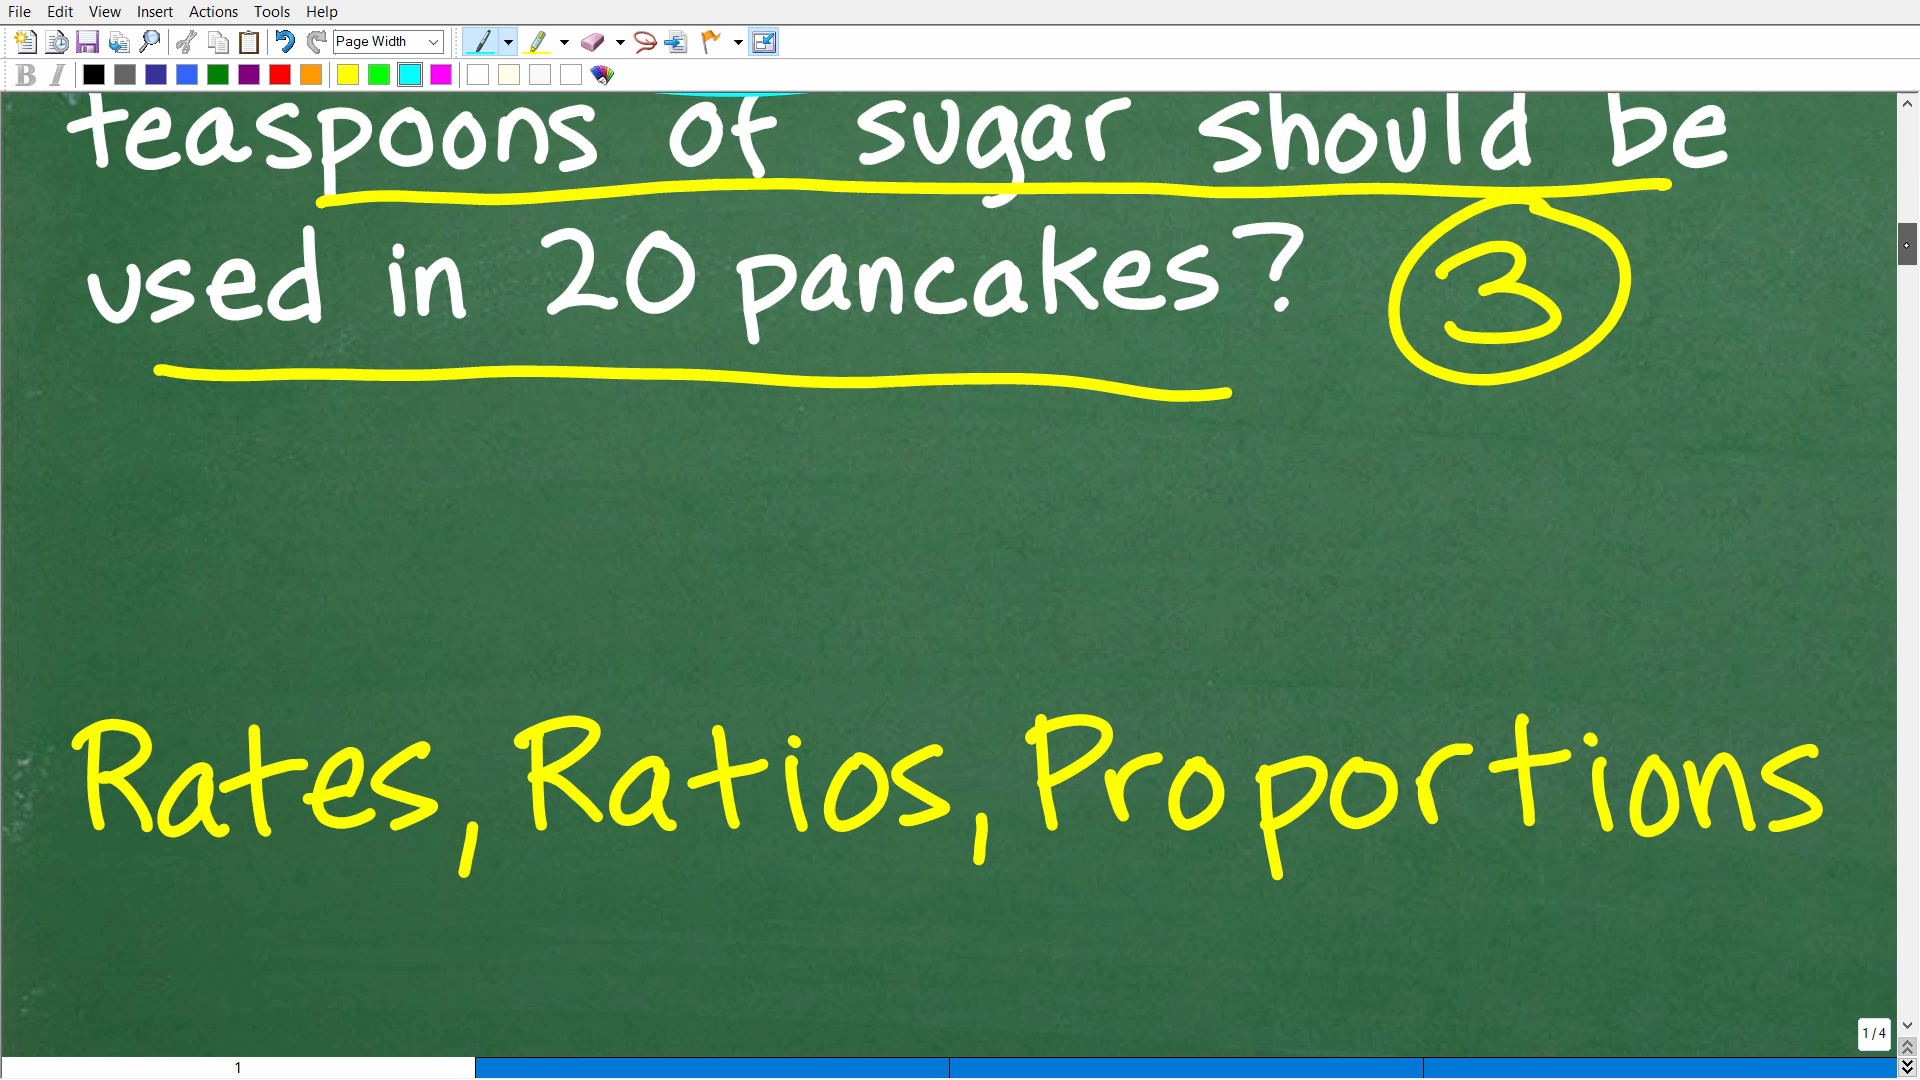 File Edit View Insert Actions Tools Help
Page Width
B I
teaspoons of sugar should be
used in 20 pancakes? 3
Rates, Ratios, Proportions
1 / 4
1